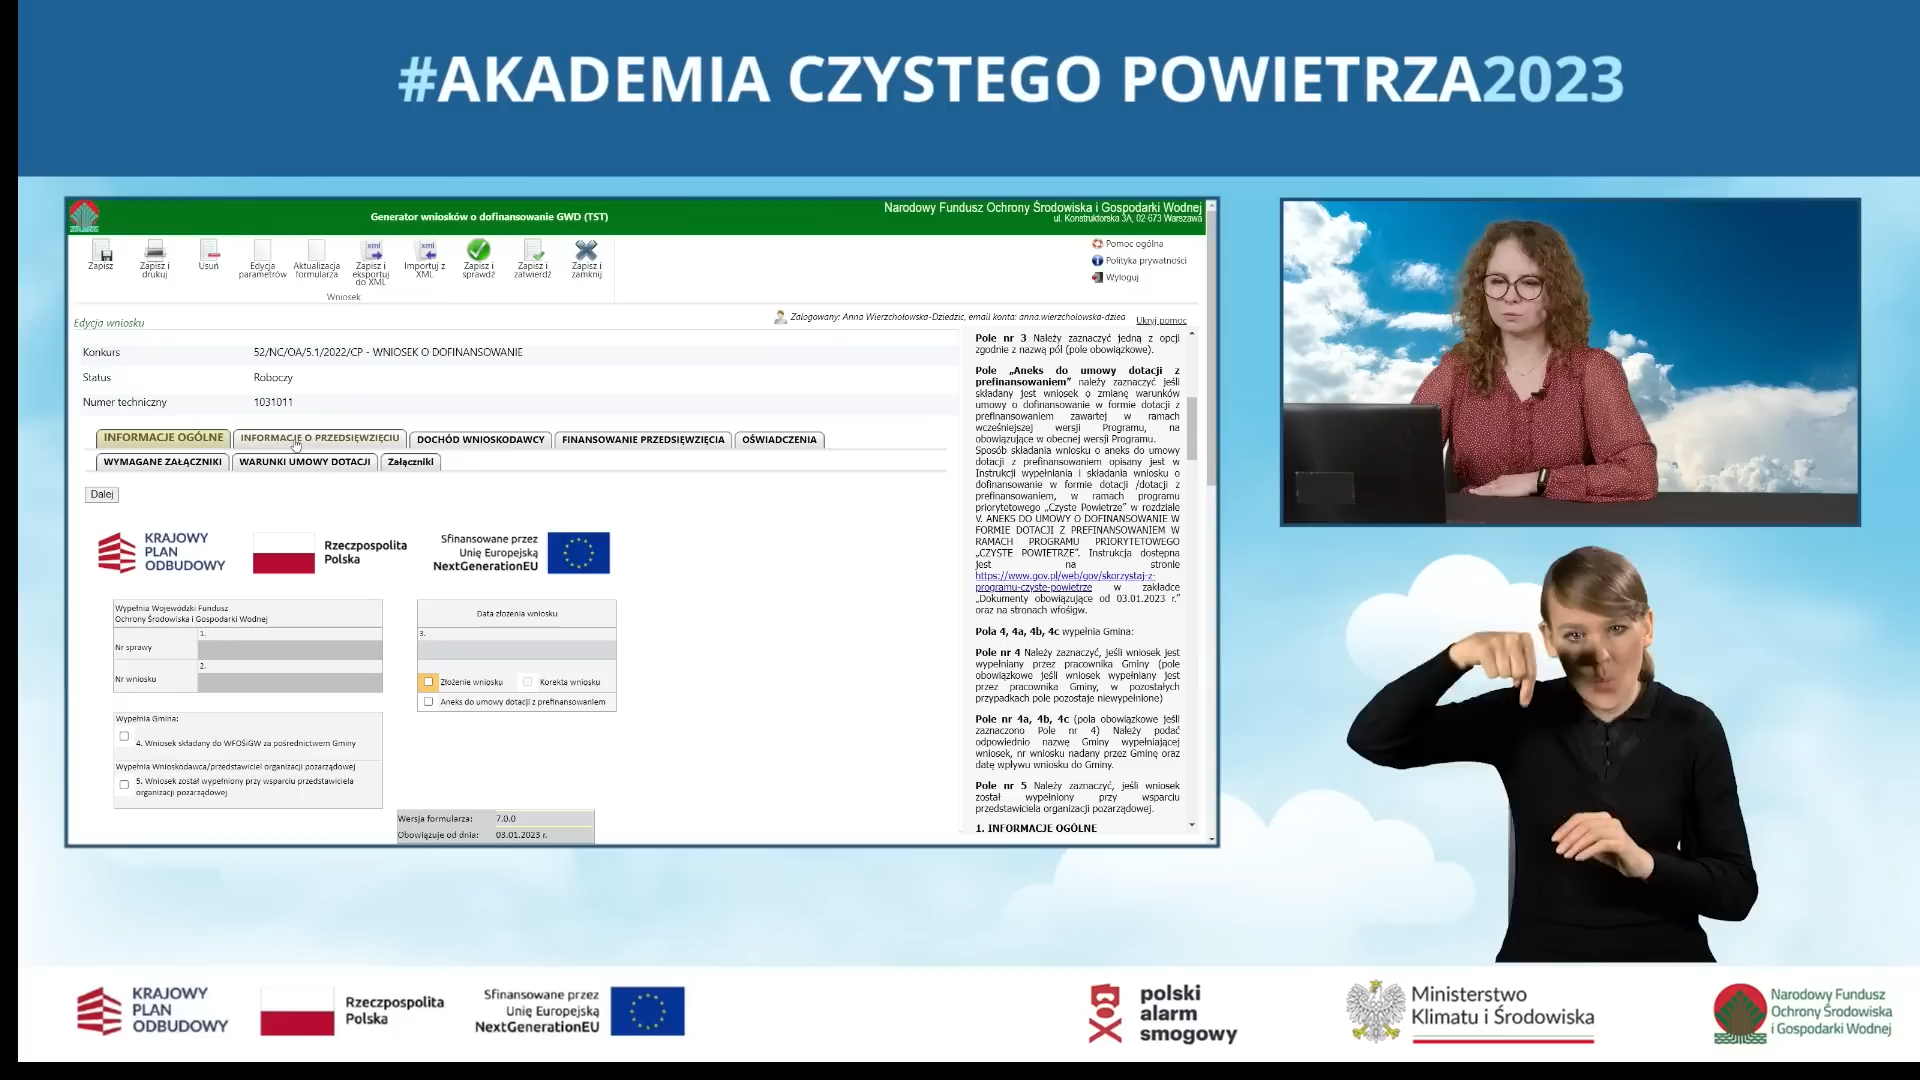 #AKADEMIA CZYSTEGO POWIETRZA2023
Generator wniosków o dofinansowanie GWD (TST)
Narodowy Fundusz Ochrony Środowiska i Gospodarki Wodnej
ul. Konstruktorska 3A, 02-673 Warszawa
Zapisz
Zapisz i drukuj
Usuń
Edycja parametrów
Aktualizacja formularza
Zapisz i eksportuj do XML
Importuj z XML
Zapisz i sprawdź
Zapisz i zatwierdź
Zapisz i zamknij
Wniosek
Pomoc ogólna
Polityka prywatności
Wyloguj
Edycja wniosku
Zalogowany: Anna Wierzchołowska-Dziedzic, email konta: anna.wierzcholowska-dziea
Ukryj pomoc
Konkurs 52/NC/OA/5.1/2022/CP - WNIOSEK O DOFINANSOWANIE
Status Roboczy
Numer techniczny 1031011
INFORMACJE OGÓLNE
INFORMACJE O PRZEDSIĘWZIĘCIU
DOCHÓD WNIOSKODAWCY
FINANSOWANIE PRZEDSIĘWZIĘCIA
OŚWIADCZENIA
WYMAGANE ZAŁĄCZNIKI
WARUNKI UMOWY DOTACJI
Załączniki
Dalej
KRAJOWY
PLAN
ODBUDOWY
Rzeczpospolita
Polska
Sfinansowane przez
Unię Europejską
NextGenerationEU
Wypełnia Wojewódzki Fundusz
Ochrony Środowiska i Gospodarki Wodnej
1.
Nr sprawy
2.
Nr wniosku
Data złożenia wniosku
3.
Złożenie wniosku
Korekta wniosku
Aneks do umowy dotacji z prefinansowaniem
Wypełnia Gmina:
4. Wniosek składany do WFOŚiGW za pośrednictwem Gminy
Wypełnia Wnioskodawca/przedstawiciel organizacji pozarządowej
5. Wniosek został wypełniony przy wsparciu przedstawiciela
organizacji pozarządowej
Wersja formularza: 7.0.0
Obowiązuje od dnia: 03.01.2023 r.
Pole nr 3 Należy zaznaczyć jedną z opcji
zgodnie z nazwą pól (pole obowiązkowe).
Pole „Aneks do umowy dotacji z
prefinansowaniem” należy zaznaczyć jeśli
składany jest wniosek o zmianę warunków
umowy o dofinansowanie w formie dotacji z
prefinansowaniem zawartej w ramach
wcześniejszej wersji Programu, na
obowiązujące w obecnej wersji Programu.
Sposób składania wniosku o aneks do umowy
dotacji z prefinansowaniem opisany jest w
Instrukcji wypełniania i składania wniosku o
dofinansowanie w formie dotacji /dotacji z
prefinansowaniem, w ramach programu
priorytetowego „Czyste Powietrze” w rozdziale
V. ANEKS DO UMOWY O DOFINANSOWANIE W
FORMIE DOTACJI Z PREFINANSOWANIEM W
RAMACH PROGRAMU PRIORYTETOWEGO
„CZYSTE POWIETRZE”. Instrukcja dostępna
jest na stronie
https://www.gov.pl/web/gov/skorzystaj-z-
programu-czyste-powietrze w zakładce
„Dokumenty obowiązujące od 03.01.2023 r.”
oraz na stronach wfośigw.
Pola 4, 4a, 4b, 4c wypełnia Gmina:
Pole nr 4 Należy zaznaczyć, jeśli wniosek jest
wypełniany przez pracownika Gminy (pole
obowiązkowe jeśli wniosek wypełniany jest
przez pracownika Gminy, w pozostałych
przypadkach pole pozostaje niewypełnione)
Pole nr 4a, 4b, 4c (pola obowiązkowe jeśli
zaznaczono Pole nr 4) Należy podać
odpowiednio nazwę Gminy wypełniającej
wniosek, nr wniosku nadany przez Gminę oraz
datę wpływu wniosku do Gminy.
Pole nr 5 Należy zaznaczyć, jeśli wniosek
został wypełniony przy wsparciu
przedstawiciela organizacji pozarządowej.
1. INFORMACJE OGÓLNE
KRAJOWY
PLAN
ODBUDOWY
Rzeczpospolita
Polska
Sfinansowane przez
Unię Europejską
NextGenerationEU
polski
alarm
smogowy
Ministerstwo
Klimatu i Środowiska
Narodowy Fundusz
Ochrony Środowiska
i Gospodarki Wodnej